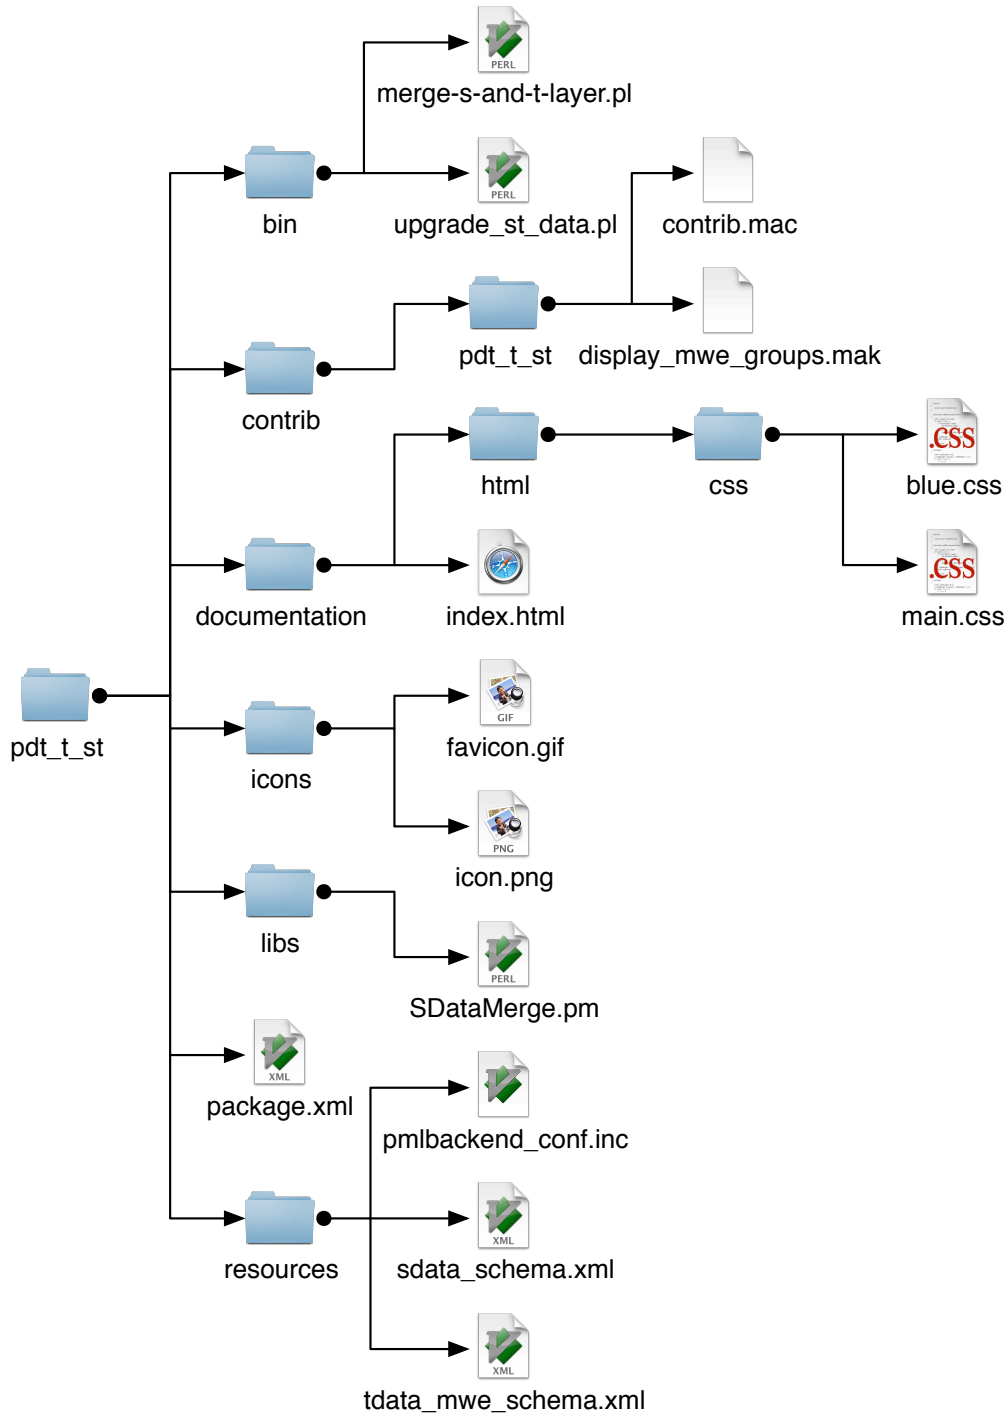 PERL
merge-s-and-t-layer.pl
bin
PERL
upgrade_st_data.pl
contrib.mac
contrib
pdt_t_st
display_mwe_groups.mak
html
css
.css
blue.css
documentation
index.html
.css
main.css
pdt_t_st
icons
GIF
favicon.gif
PNG
icon.png
libs
PERL
SDataMerge.pm
XML
package.xml
pmlbackend_conf.inc
resources
XML
sdata_schema.xml
XML
tdata_mwe_schema.xml